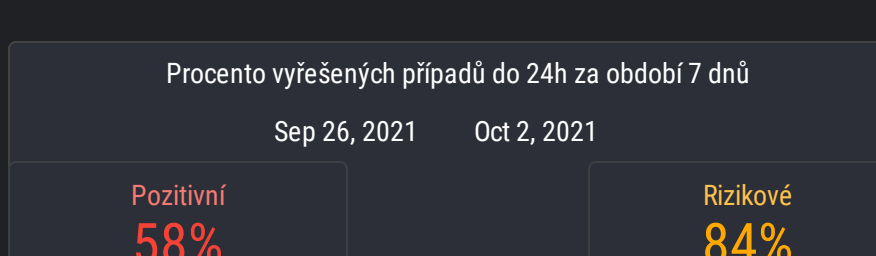 Procento vyřešených případů do 24h za období 7 dnů
Sep 26, 2021 Oct 2, 2021
Pozitivní Rizikové
58% 84%